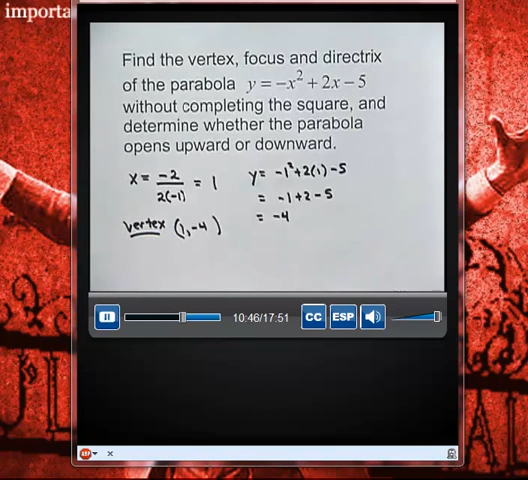 importa
Find the vertex, focus and directrix
of the parabola y = −x² + 2x − 5
without completing the square, and
determine whether the parabola
opens upward or downward.
x = -2 / 2(-1) = 1
y = -1² + 2(1) - 5
= -1 + 2 - 5
= -4
vertex (1, -4)
10:46/17:51 CC ESP